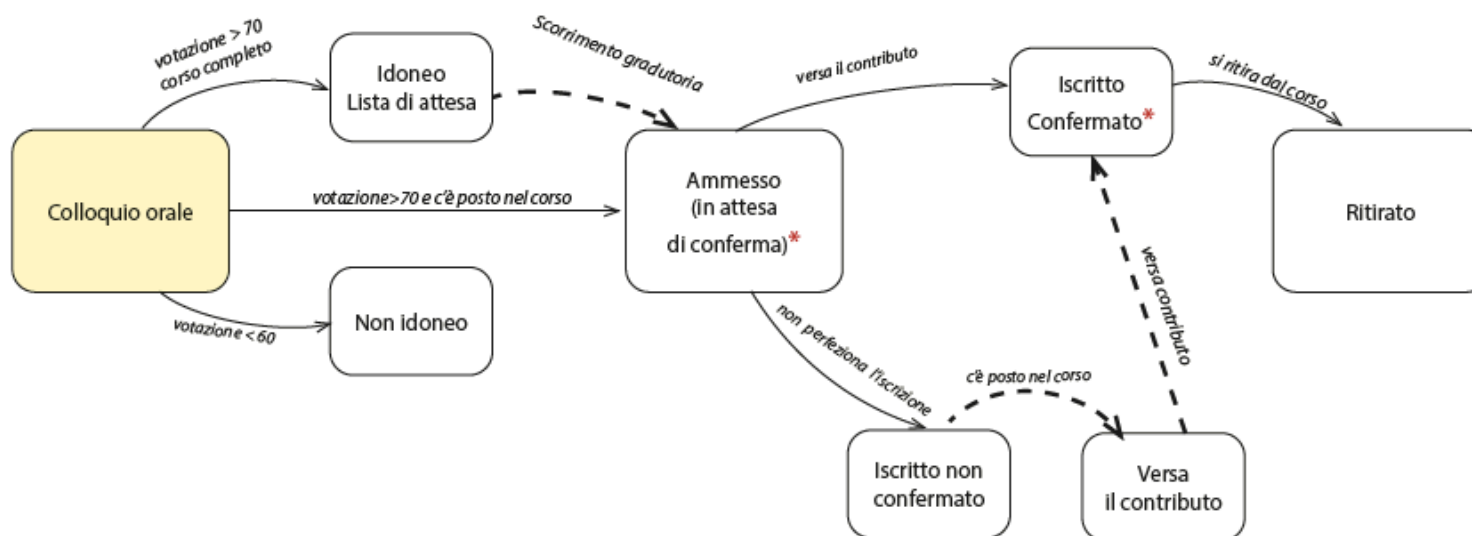 votazione > 70
corso completo
Idoneo
Lista di attesa
Scorrimento gradutoria
versa il contributo
Iscritto
Confermato*
si ritira dal corso
Colloquio orale
votazione>70 e c'è posto nel corso
Ammesso
(in attesa
di conferma)*
Ritirato
votazione < 60
Non idoneo
non perfeziona l'iscrizione
c'è posto nel corso
versa contributo
Iscritto non
confermato
Versa
il contributo